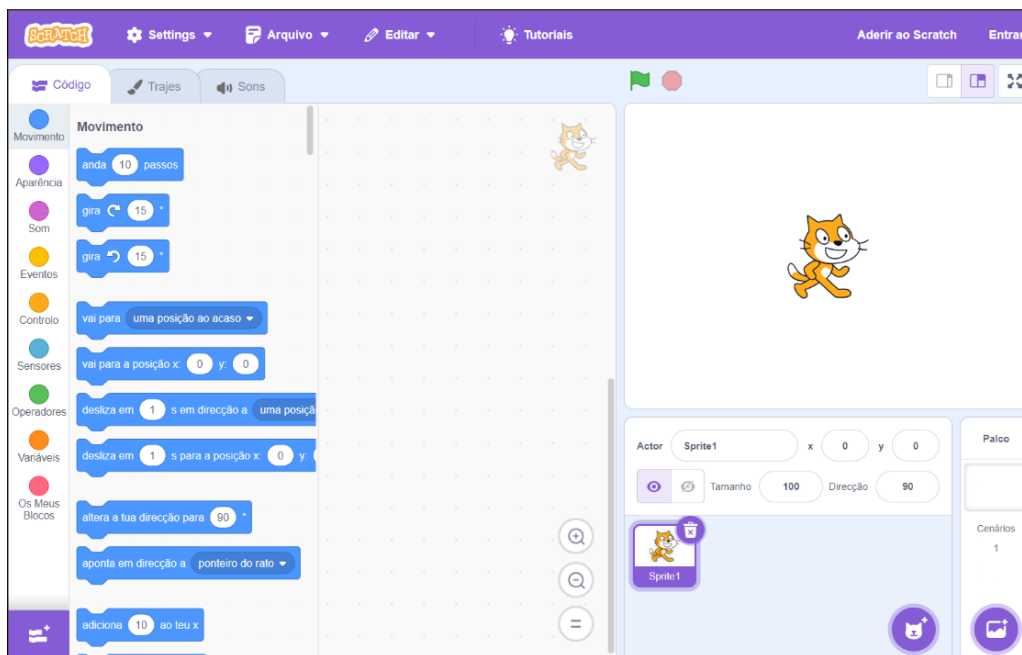 SCRATCH Settings Arquivo Editar Tutoriais Aderir ao Scratch Entrar
Código Trajes Sons
Movimento
Aparência
Som
Eventos
Controlo
Sensores
Operadores
Variáveis
Os Meus
Blocos
Movimento
anda 10 passos
gira 15 °
gira 15 °
vai para uma posição ao acaso
vai para a posição x: 0 y: 0
desliza em 1 s em direcção a uma posiçã
desliza em 1 s para a posição x: 0 y:
altera a tua direcção para 90 °
aponta em direcção a ponteiro do rato
adiciona 10 ao teu x
Actor Sprite1 x 0 y 0
Tamanho 100 Direcção 90
Sprite1
Palco
Cenários
1